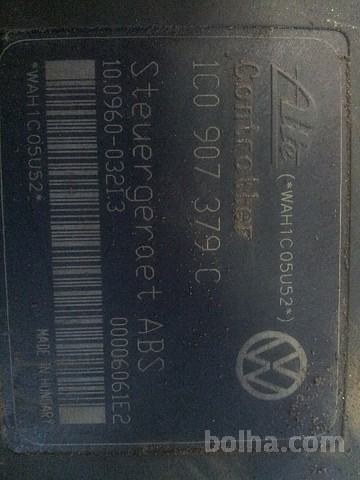 Ate (*WAH1C05U52*)
Controller
1C0 907 379 C
Steuergeraet ABS
10.0960-0321.3 00006061E2
*WAH1C05U52* MADE IN HUNGARY
VW
bolha.com